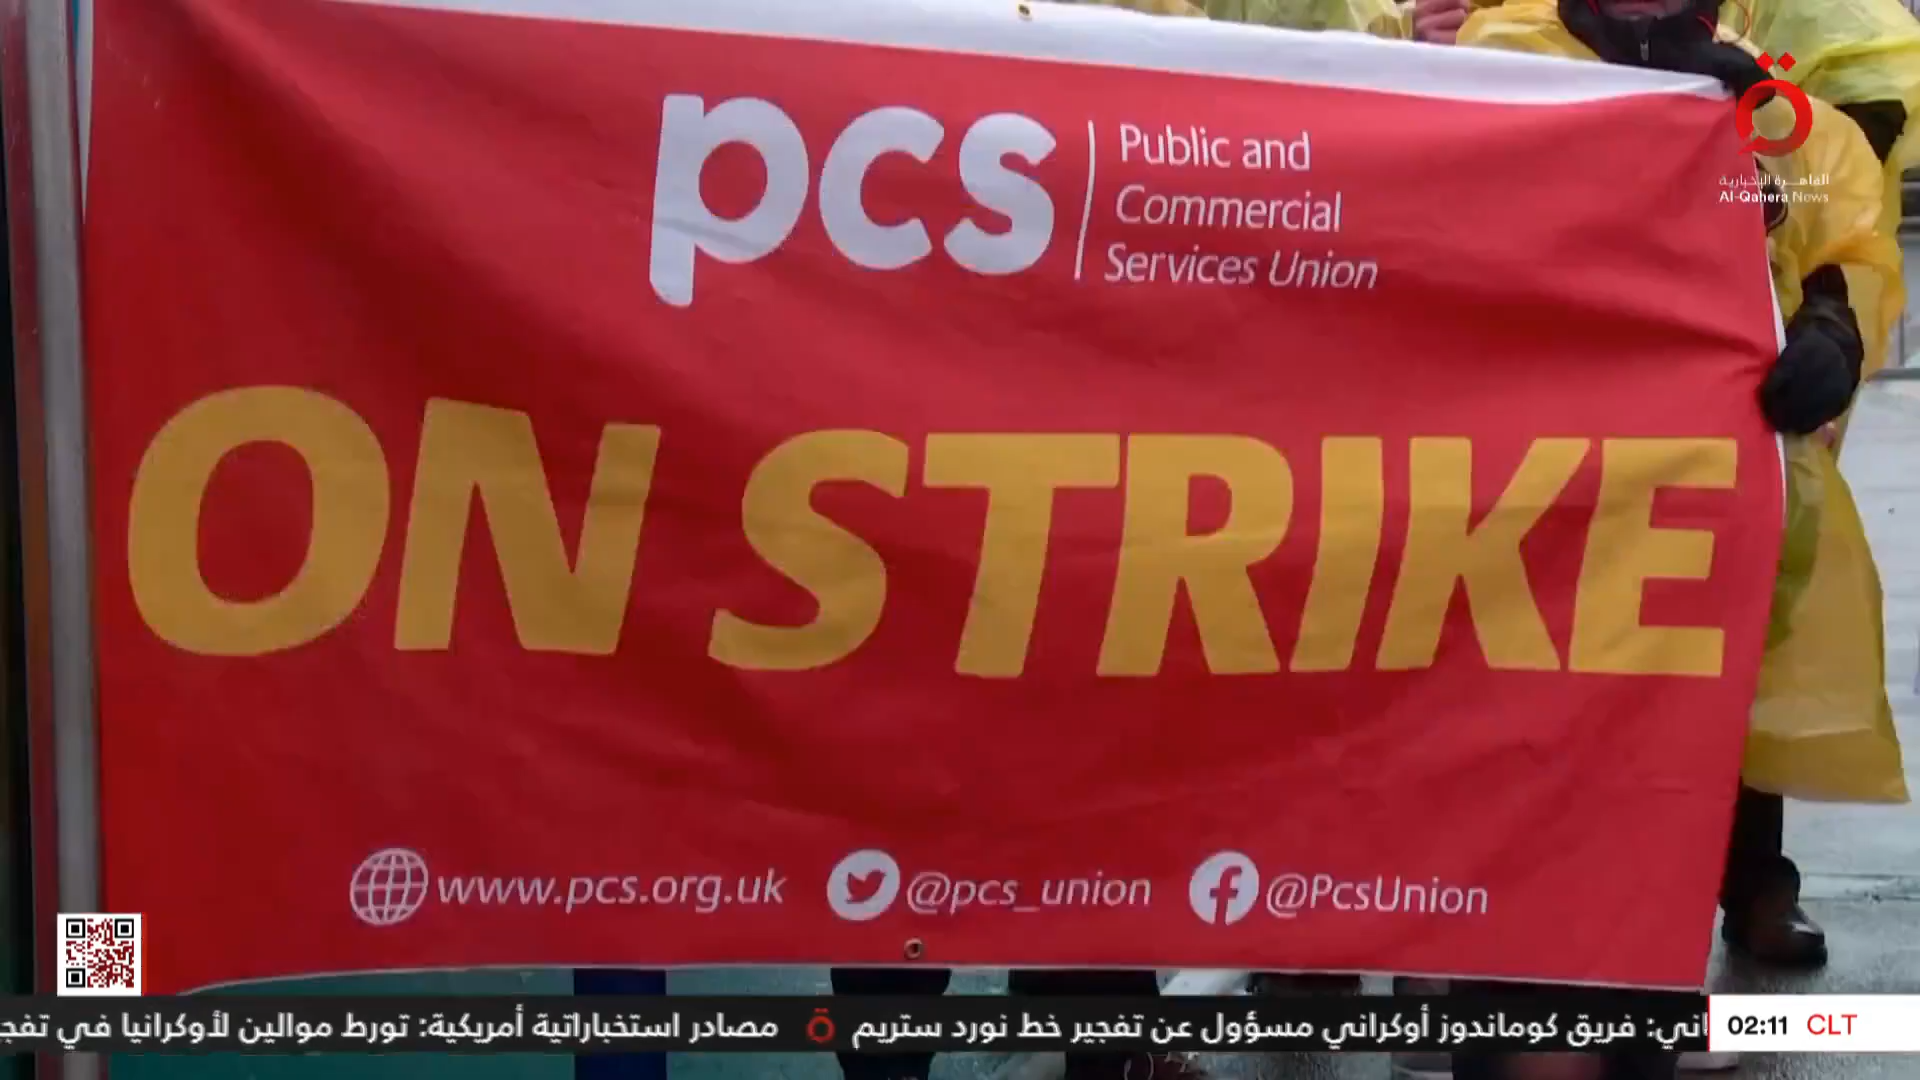 pcs
Public and
Commercial
Services Union
القاهرة الإخبارية
Al-Qahera News
ON STRIKE
www.pcs.org.uk @pcs_union @PcsUnion
فريق كوماندوز أوكراني مسؤول عن تفجير خط نورد ستريم
مصادر استخباراتية أمريكية: تورط موالين لأوكرانيا في
02:11 CLT